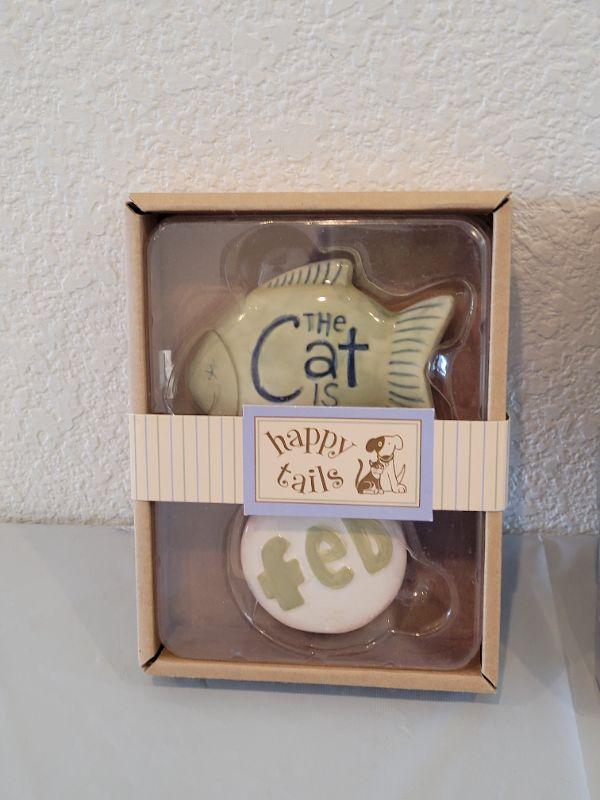 THe
Cat
IS
happy
tails
feD